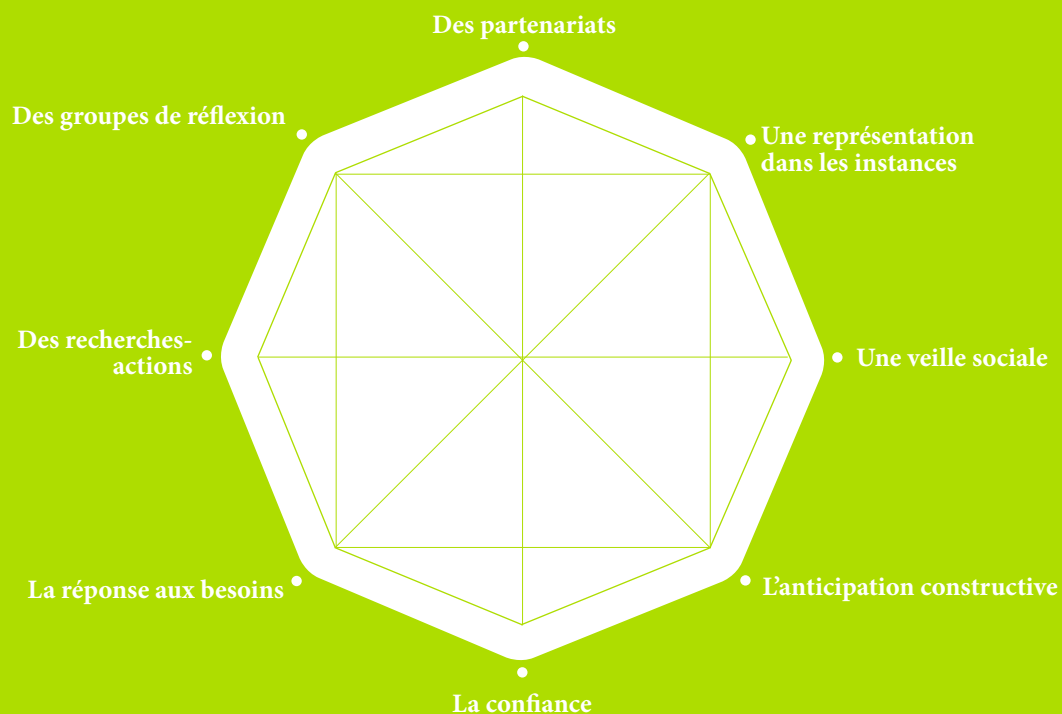 Des partenariats
Des groupes de réflexion
Une représentation
dans les instances
Des recherches-
actions
Une veille sociale
La réponse aux besoins
L'anticipation constructive
La confiance